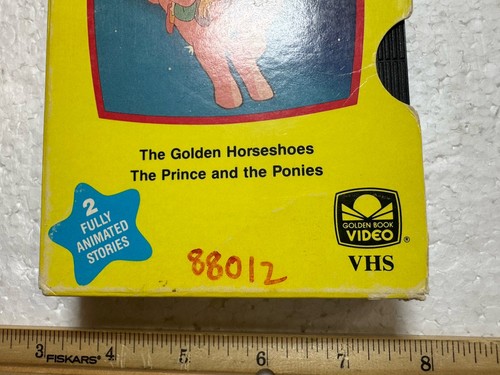 The Golden Horseshoes
The Prince and the Ponies
2
FULLY
ANIMATED
STORIES
GOLDEN BOOK
VIDEO®
VHS
88012
3 FISKARS® 4 5 6 7 8